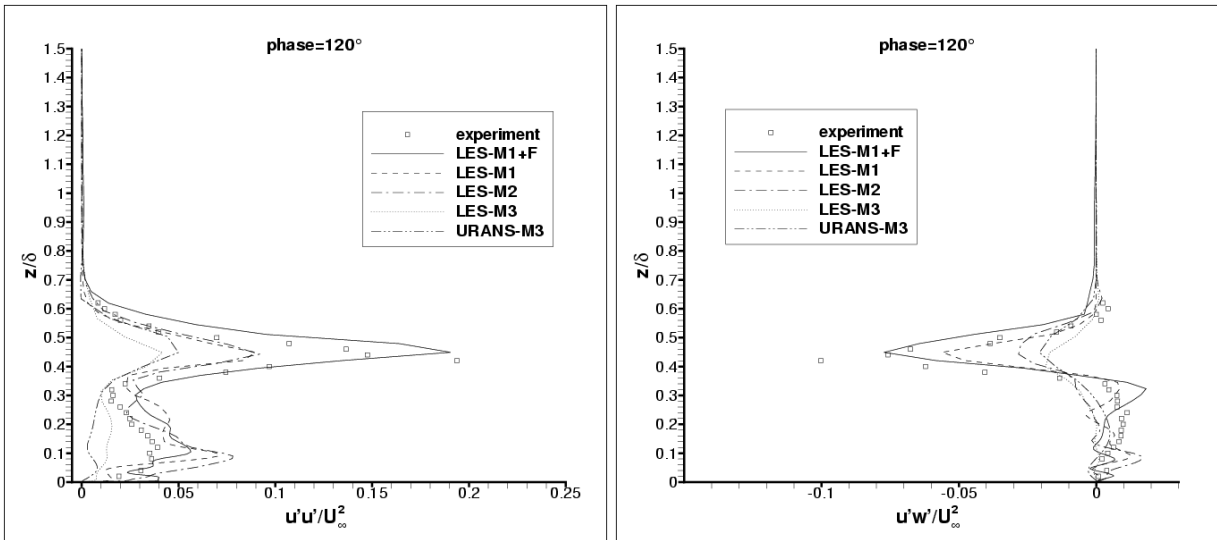 phase=120°
1.5
1.4
1.3
1.2
1.1
1
0.9
0.8
0.7
0.6
0.5
0.4
0.3
0.2
0.1
0
z/δ
experiment
LES-M1+F
LES-M1
LES-M2
LES-M3
URANS-M3
0 0.05 0.1 0.15 0.2 0.25
u'u'/U²∞
phase=120°
1.5
1.4
1.3
1.2
1.1
1
0.9
0.8
0.7
0.6
0.5
0.4
0.3
0.2
0.1
0
z/δ
experiment
LES-M1+F
LES-M1
LES-M2
LES-M3
URANS-M3
-0.1 -0.05 0
u'w'/U²∞